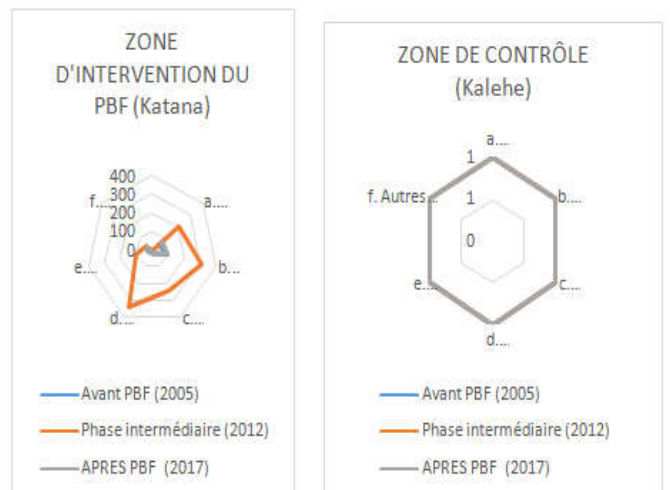 ZONE
D'INTERVENTION DU
PBF (Katana)
400
300
200
100
0
a....
b...
c....
d. ...
e....
f....
Avant PBF (2005)
Phase intermédiaire (2012)
APRES PBF (2017)
ZONE DE CONTRÔLE
(Kalehe)
1
1
0
a....
b....
c....
d....
e....
f. Autres...
Avant PBF (2005)
Phase intermédiaire (2012)
APRES PBF (2017)